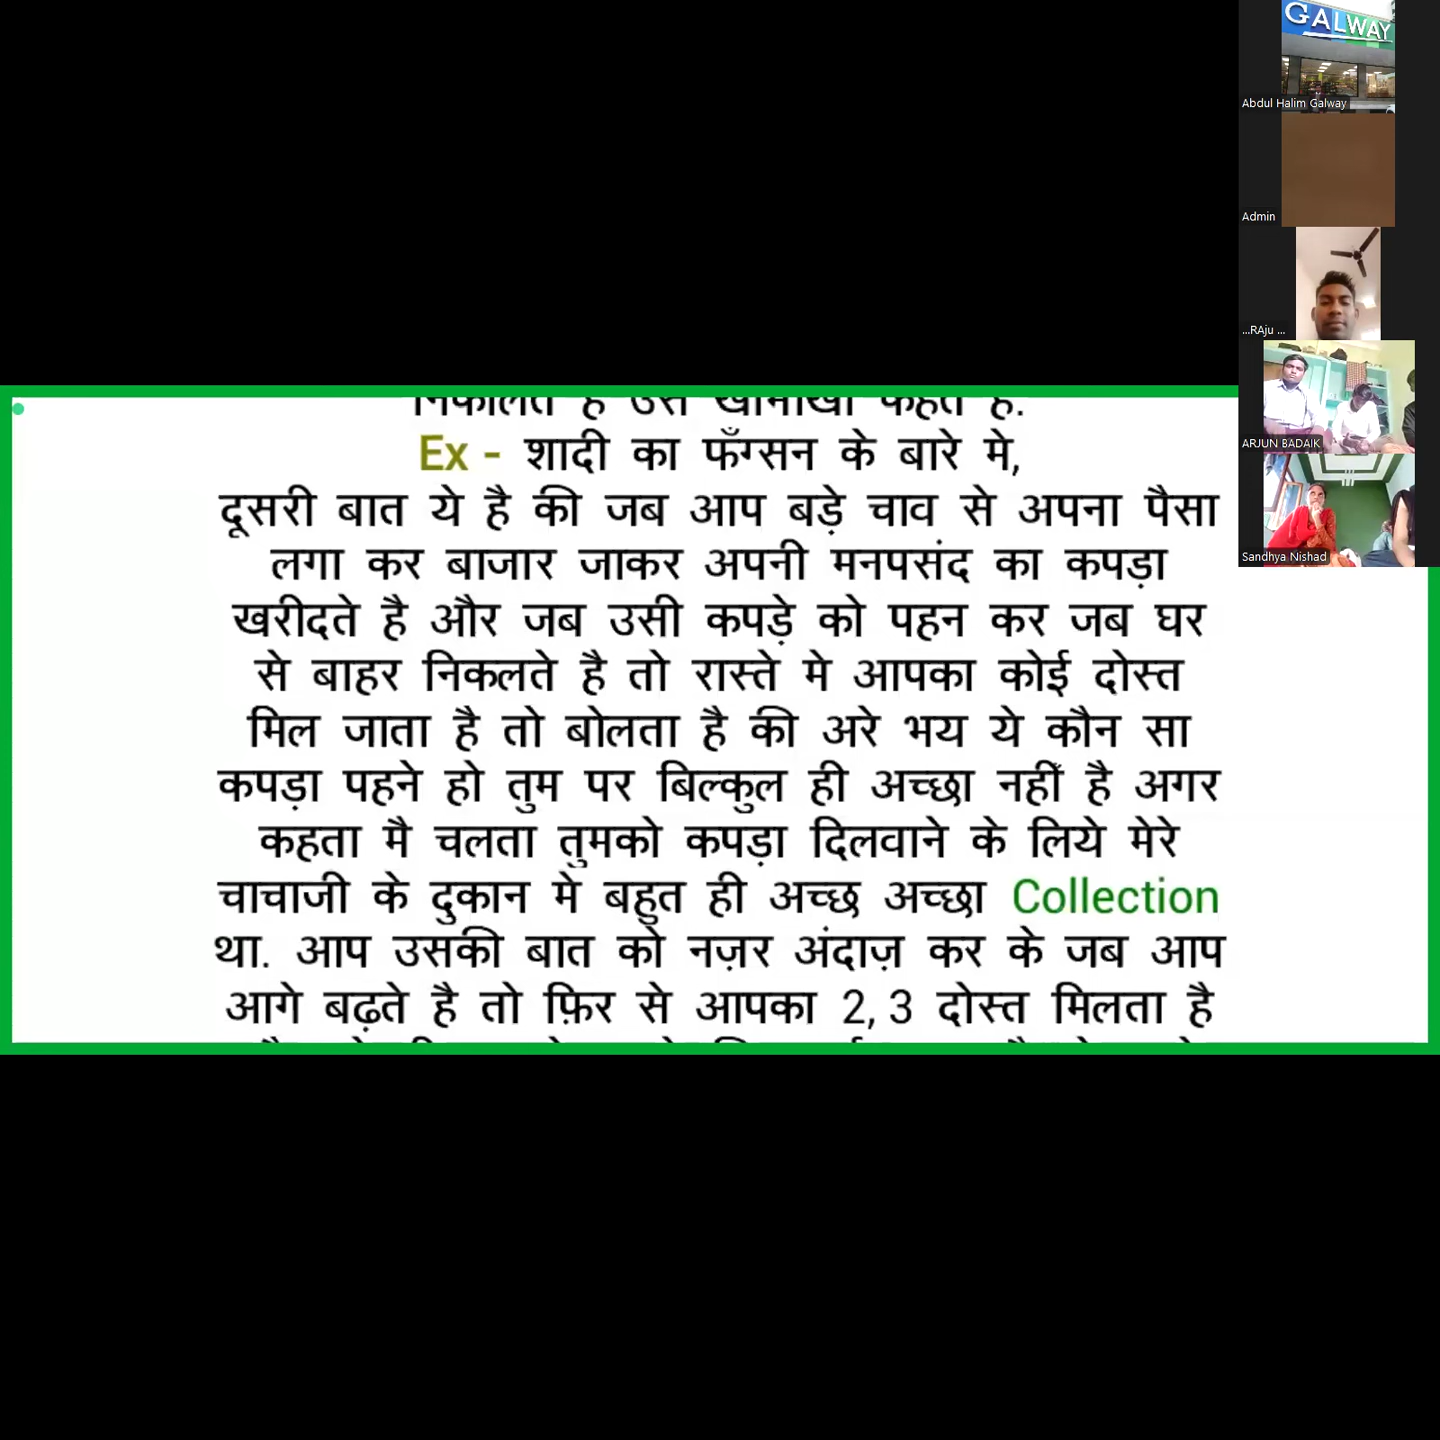 निकालते है उसे खामोखा कहते है.
Ex - शादी का फँग्सन के बारे मे,
दूसरी बात ये है की जब आप बड़े चाव से अपना पैसा
लगा कर बाजार जाकर अपनी मनपसंद का कपड़ा
खरीदते है और जब उसी कपड़े को पहन कर जब घर
से बाहर निकलते है तो रास्ते मे आपका कोई दोस्त
मिल जाता है तो बोलता है की अरे भय ये कौन सा
कपड़ा पहने हो तुम पर बिल्कुल ही अच्छा नहीं है अगर
कहता मै चलता तुमको कपड़ा दिलवाने के लिये मेरे
चाचाजी के दुकान मे बहुत ही अच्छ अच्छा Collection
था. आप उसकी बात को नज़र अंदाज़ कर के जब आप
आगे बढ़ते है तो फ़िर से आपका 2, 3 दोस्त मिलता है
GALWAY
Abdul Halim Galway
Admin
...RAju ...
ARJUN BADAIK
Sandhya Nishad